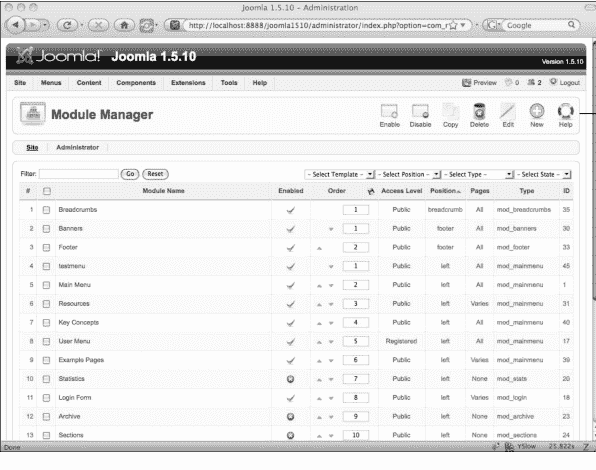 Joomla 1.5.10 - Administration
http://localhost:8888/joomla1510/administrator/index.php?option=com_r
Google
Joomla! Joomla 1.5.10
Version 1.5.10
Site Menus Content Components Extensions Tools Help Preview 0 2 Logout
Module Manager
Enable Disable Copy Delete Edit New Help
Site Administrator
Filter: Go Reset - Select Template - - Select Position - - Select Type - - Select State -
# Module Name Enabled Order Access Level Position Pages Type ID
1 Breadcrumbs 1 Public breadcrumb All mod_breadcrumbs 35
2 Banners 1 Public footer All mod_banners 30
3 Footer 2 Public footer All mod_footer 33
4 testmenu 1 Public left All mod_mainmenu 45
5 Main Menu 2 Public left All mod_mainmenu 1
6 Resources 3 Public left Varies mod_mainmenu 31
7 Key Concepts 4 Public left All mod_mainmenu 40
8 User Menu 5 Registered left All mod_mainmenu 17
9 Example Pages 6 Public left Varies mod_mainmenu 39
10 Statistics 7 Public left None mod_stats 20
11 Login Form 8 Public left Varies mod_login 18
12 Archive 9 Public left None mod_archive 23
13 Sections 10 Public left None mod_sections 24
Done YSlow 25.822s